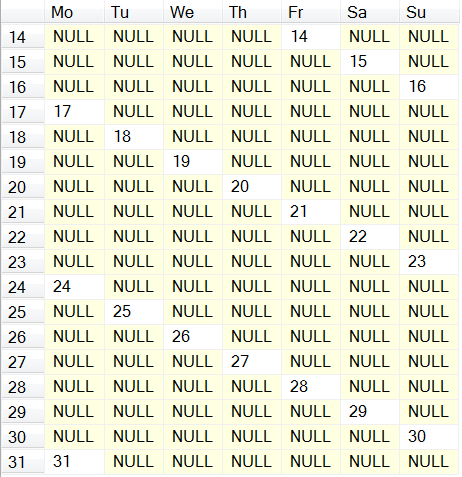 Mo Tu We Th Fr Sa Su
14 NULL NULL NULL NULL 14 NULL NULL
15 NULL NULL NULL NULL NULL 15 NULL
16 NULL NULL NULL NULL NULL NULL 16
17 17 NULL NULL NULL NULL NULL NULL
18 NULL 18 NULL NULL NULL NULL NULL
19 NULL NULL 19 NULL NULL NULL NULL
20 NULL NULL NULL 20 NULL NULL NULL
21 NULL NULL NULL NULL 21 NULL NULL
22 NULL NULL NULL NULL NULL 22 NULL
23 NULL NULL NULL NULL NULL NULL 23
24 24 NULL NULL NULL NULL NULL NULL
25 NULL 25 NULL NULL NULL NULL NULL
26 NULL NULL 26 NULL NULL NULL NULL
27 NULL NULL NULL 27 NULL NULL NULL
28 NULL NULL NULL NULL 28 NULL NULL
29 NULL NULL NULL NULL NULL 29 NULL
30 NULL NULL NULL NULL NULL NULL 30
31 31 NULL NULL NULL NULL NULL NULL